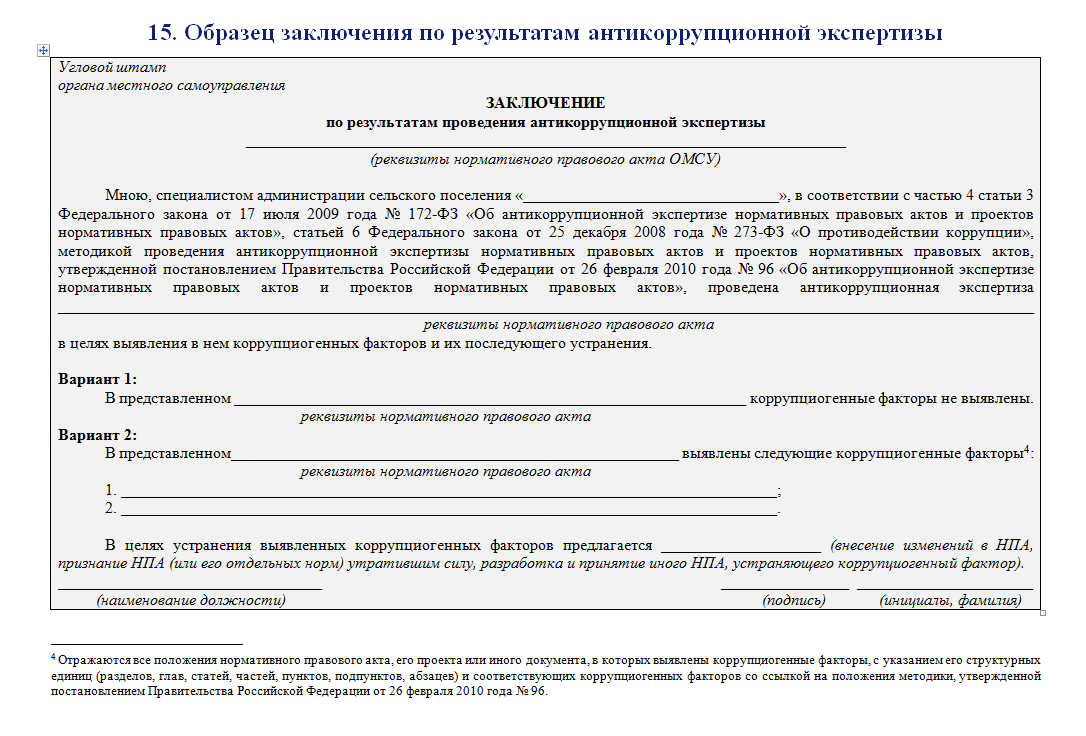 15. Образец заключения по результатам антикоррупционной экспертизы
Угловой штамп
органа местного самоуправления
ЗАКЛЮЧЕНИЕ
по результатам проведения антикоррупционной экспертизы
(реквизиты нормативного правового акта ОМСУ)
Мною, специалистом администрации сельского поселения «__________________________________», в соответствии с частью 4 статьи 3
Федерального закона от 17 июля 2009 года № 172-ФЗ «Об антикоррупционной экспертизе нормативных правовых актов и проектов
нормативных правовых актов», статьей 6 Федерального закона от 25 декабря 2008 года № 273-ФЗ «О противодействии коррупции»,
методикой проведения антикоррупционной экспертизы нормативных правовых актов и проектов нормативных правовых актов,
утвержденной постановлением Правительства Российской Федерации от 26 февраля 2010 года № 96 «Об антикоррупционной экспертизе
нормативных правовых актов и проектов нормативных правовых актов», проведена антикоррупционная экспертиза
реквизиты нормативного правового акта
в целях выявления в нем коррупциогенных факторов и их последующего устранения.
Вариант 1:
В представленном ____________________________________ коррупциогенные факторы не выявлены.
реквизиты нормативного правового акта
Вариант 2:
В представленном____________________________________ выявлены следующие коррупциогенные факторы⁴:
реквизиты нормативного правового акта
1. ____________________________________;
2. ____________________________________.
В целях устранения выявленных коррупциогенных факторов предлагается ____________________ (внесение изменений в НПА,
признание НПА (или его отдельных норм) утратившим силу, разработка и принятие иного НПА, устраняющего коррупциогенный фактор).
(наименование должности) (подпись) (инициалы, фамилия)
⁴ Отражаются все положения нормативного правового акта, его проекта или иного документа, в которых выявлены коррупциогенные факторы, с указанием его структурных
единиц (разделов, глав, статей, частей, пунктов, подпунктов, абзацев) и соответствующих коррупциогенных факторов со ссылкой на положения методики, утвержденной
постановлением Правительства Российской Федерации от 26 февраля 2010 года № 96.